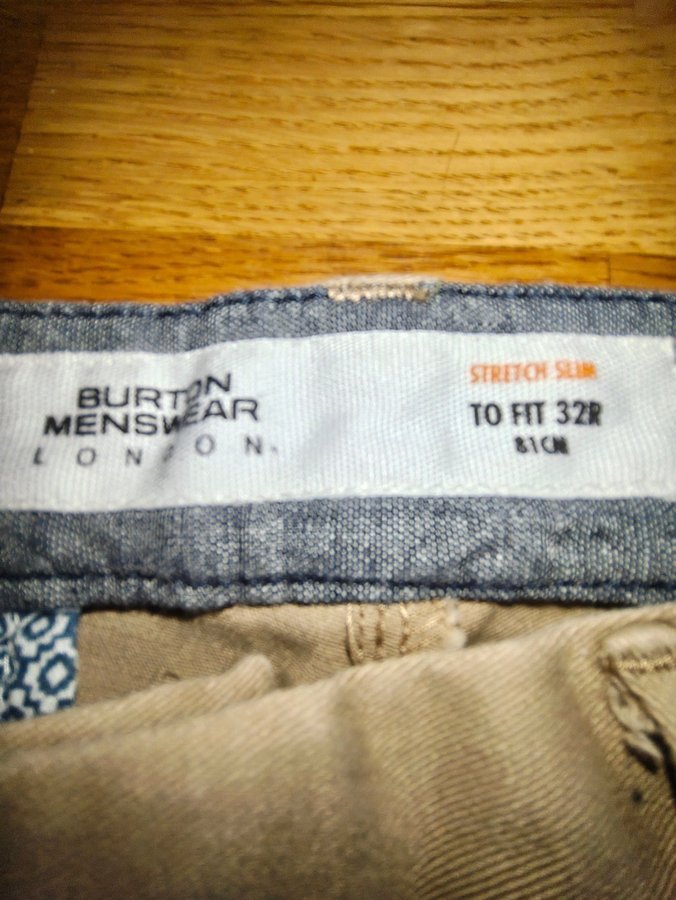 BURTON
MENSWEAR
LONDON.
STRETCH SLIM
TO FIT 32R
81CM